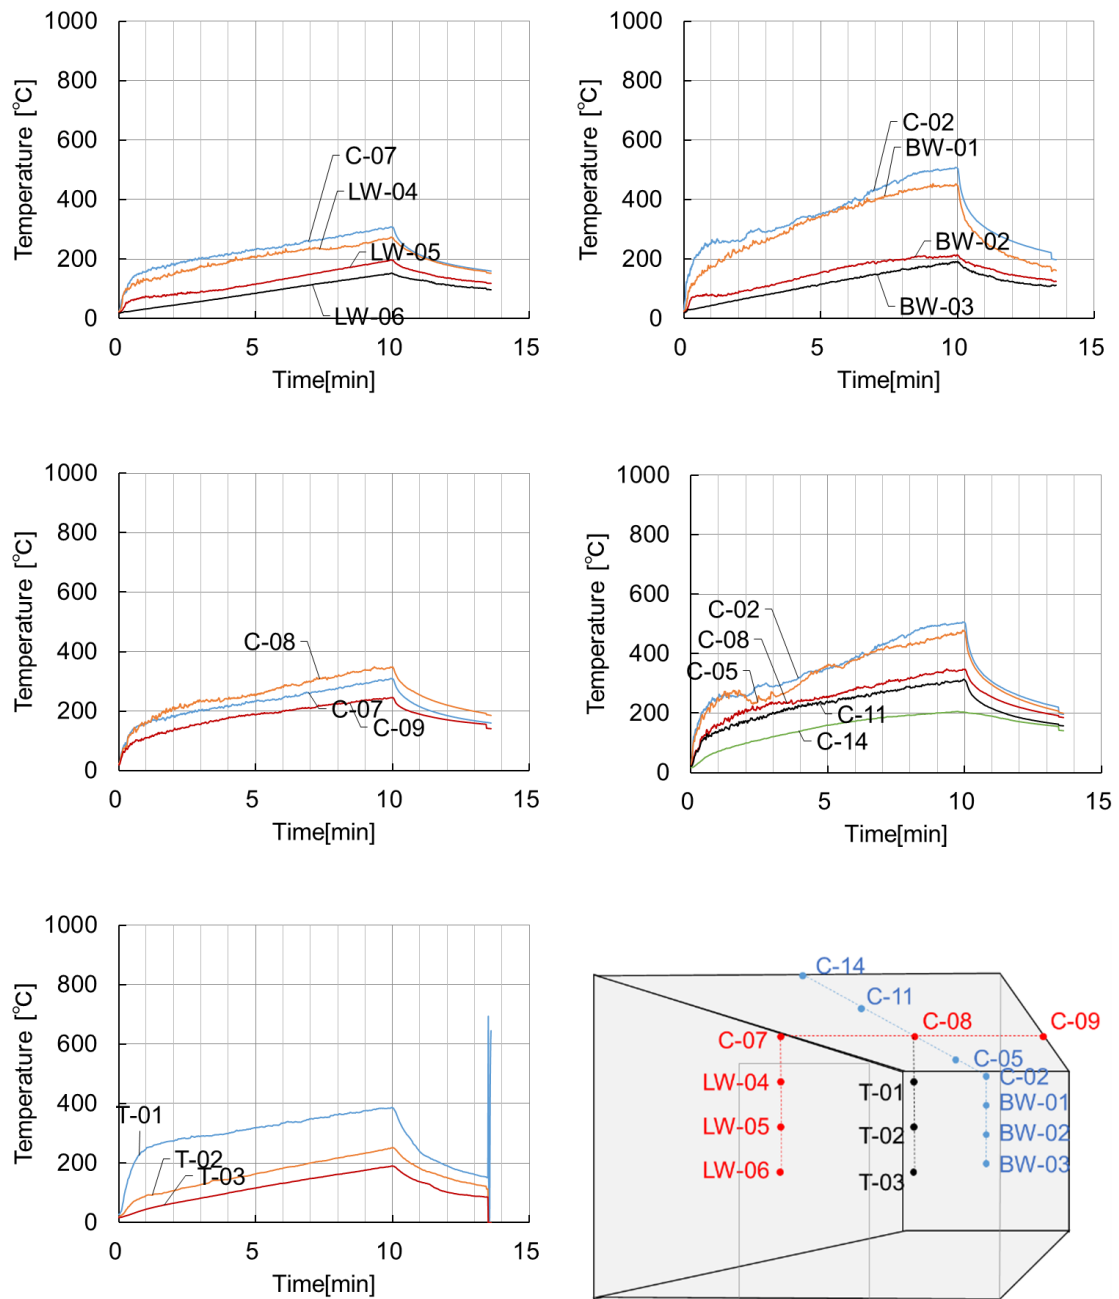 1000
800
600
400
200
0
Temperature [℃]
C-07
LW-04
LW-05
LW-06
0 5 10 15
Time[min]
1000
800
600
400
200
0
Temperature [℃]
C-02
BW-01
BW-02
BW-03
0 5 10 15
Time[min]
1000
800
600
400
200
0
Temperature [℃]
C-08
C-07
C-09
0 5 10 15
Time[min]
1000
800
600
400
200
0
Temperature [℃]
C-02
C-08
C-05
C-11
C-14
0 5 10 15
Time[min]
1000
800
600
400
200
0
Temperature [℃]
T-01
T-02
T-03
0 5 10 15
Time[min]
C-14
C-11
C-08
C-09
C-07
C-05
C-02
LW-04
T-01
BW-01
LW-05
T-02
BW-02
LW-06
T-03
BW-03